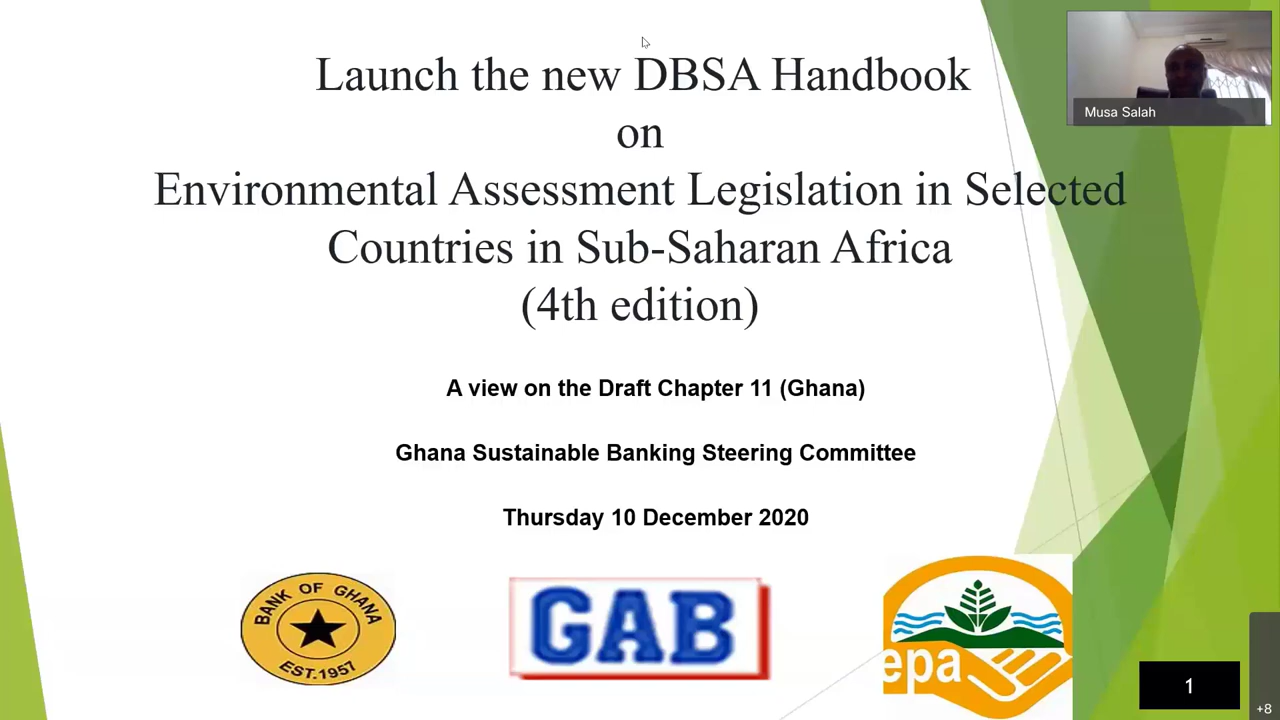 Launch the new DBSA Handbook
on
Environmental Assessment Legislation in Selected
Countries in Sub-Saharan Africa
(4th edition)
Musa Salah
A view on the Draft Chapter 11 (Ghana)
Ghana Sustainable Banking Steering Committee
Thursday 10 December 2020
BANK OF GHANA
EST.1957
GAB
epa
1
+8